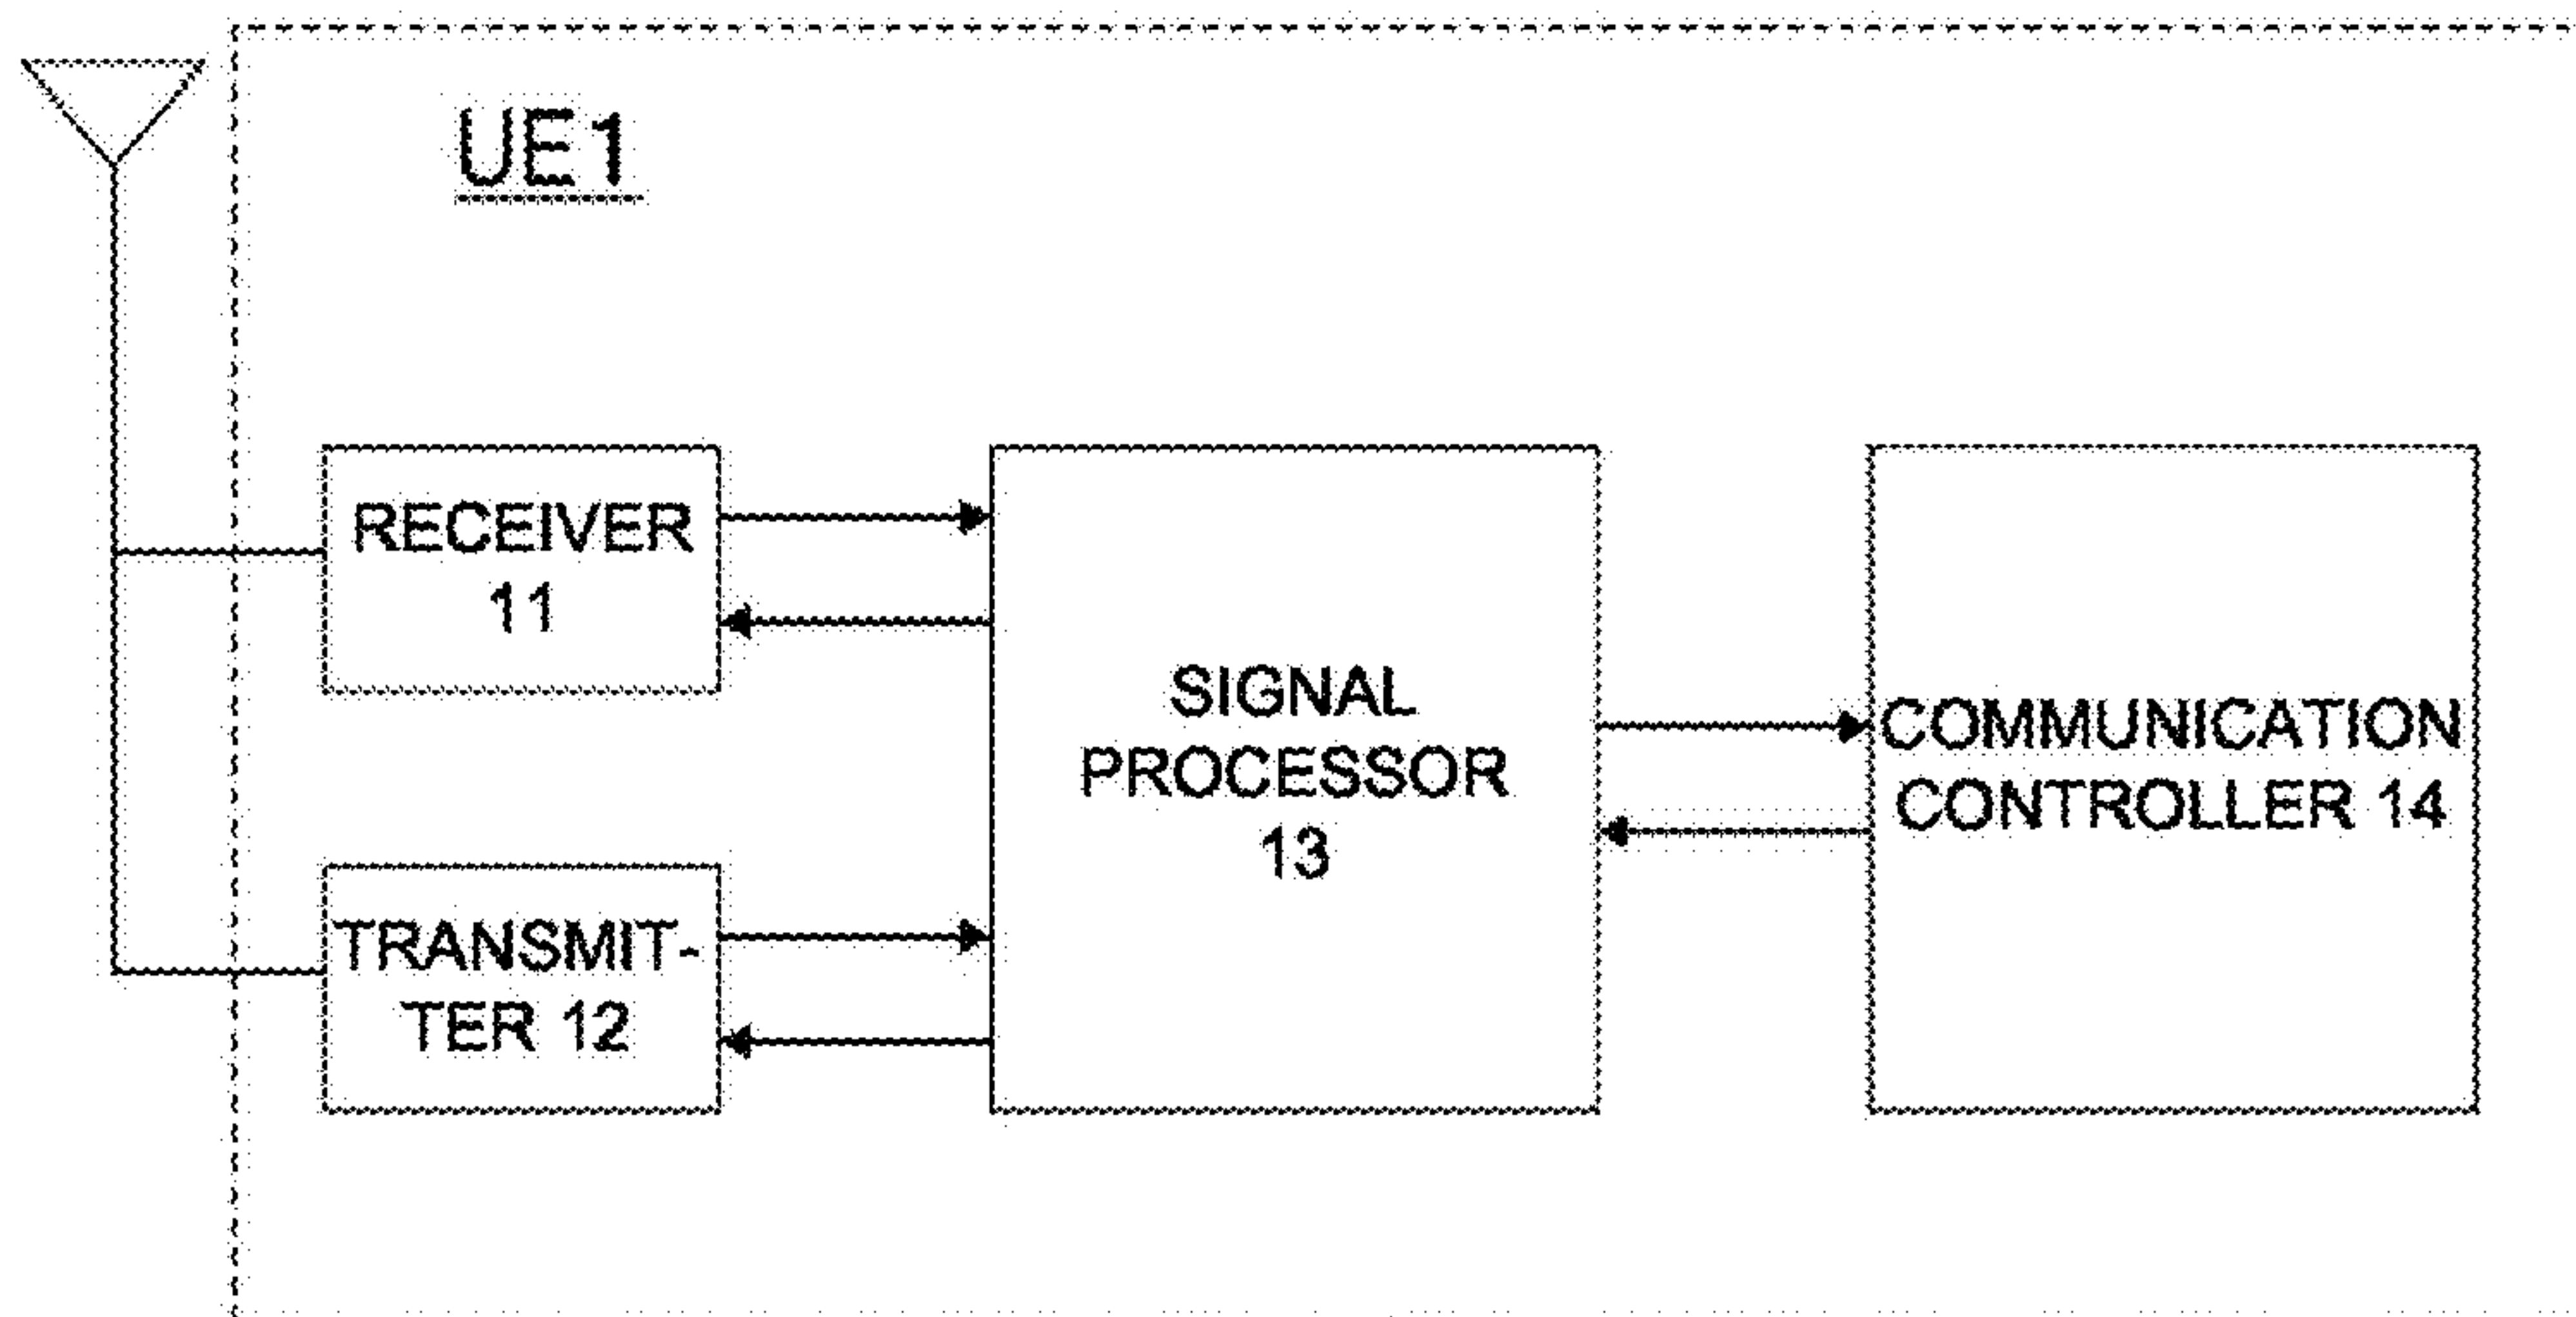 UE1
RECEIVER
11
TRANSMIT-
TER 12
SIGNAL
PROCESSOR
13
COMMUNICATION
CONTROLLER 14